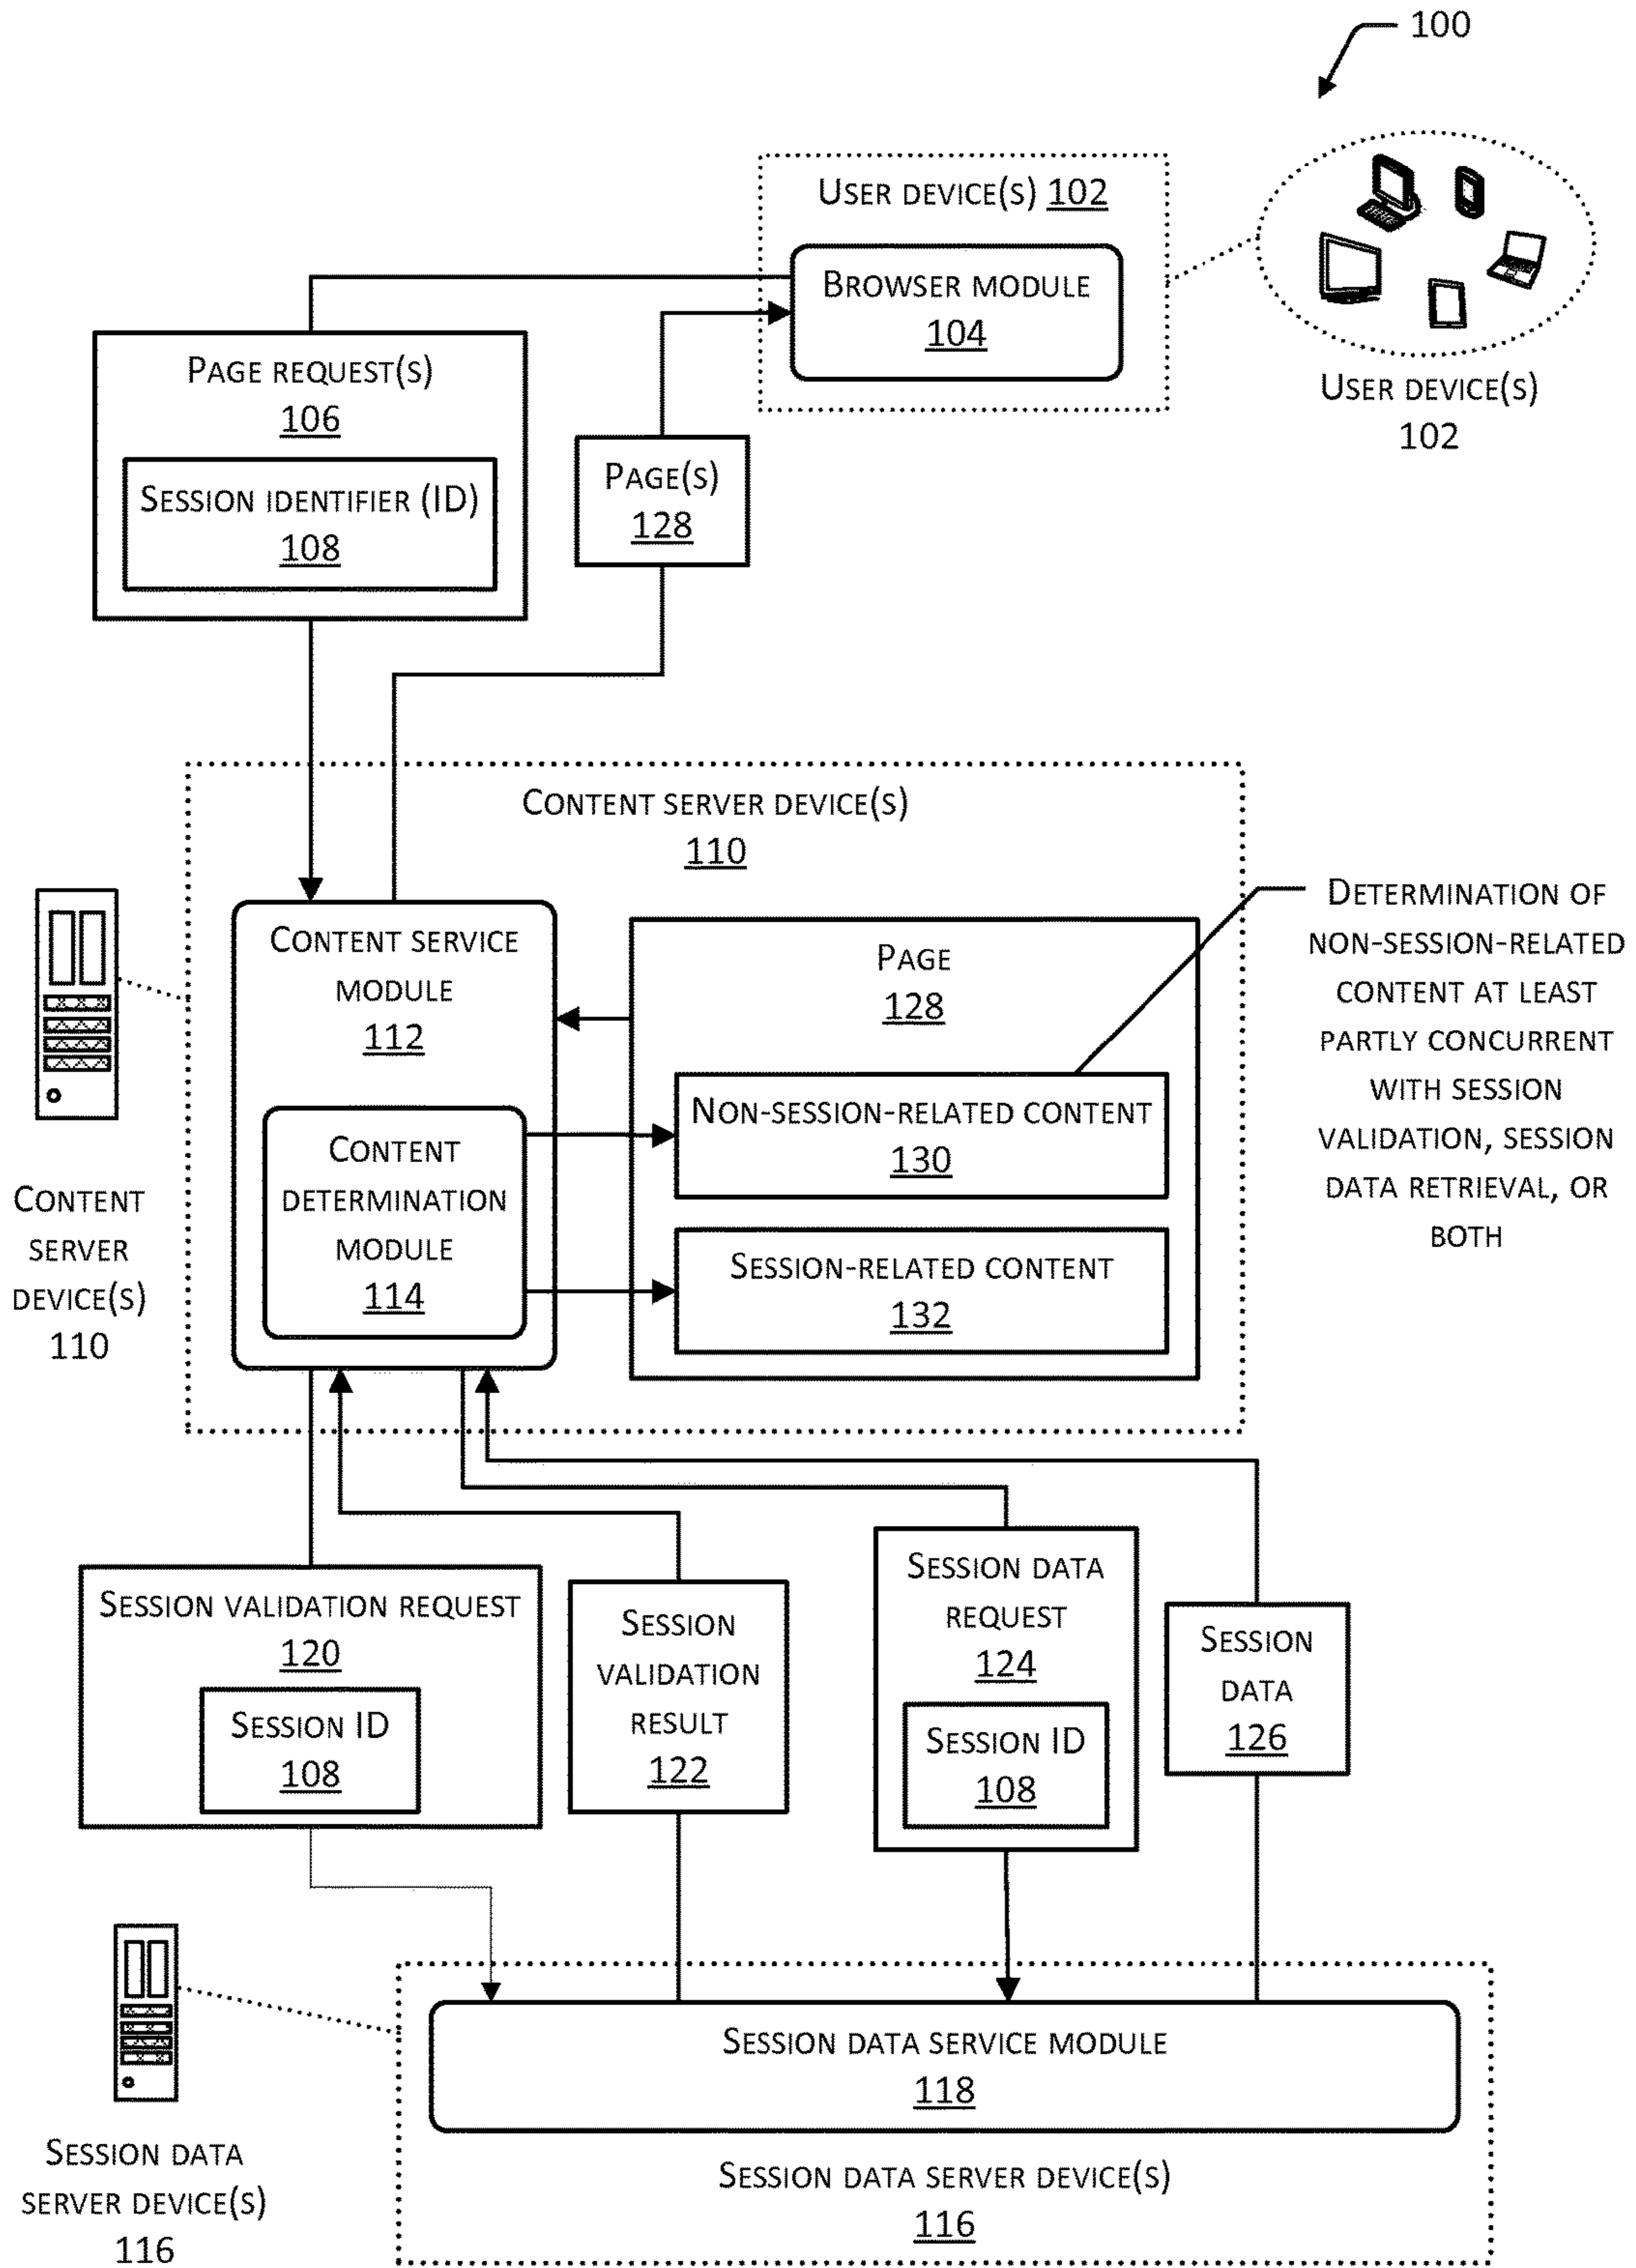 100
User device(s) 102
Browser module
104
User device(s)
102
Page request(s)
106
Session identifier (ID)
108
Page(s)
128
Content server device(s)
110
Content service
module
112
Content
determination
module
114
Page
128
Non-session-related content
130
Session-related content
132
Determination of
non-session-related
content at least
partly concurrent
with session
validation, session
data retrieval, or
both
Content
server
device(s)
110
Session validation request
120
Session ID
108
Session
validation
result
122
Session data
request
124
Session ID
108
Session
data
126
Session data service module
118
Session data server device(s)
116
Session data
server device(s)
116